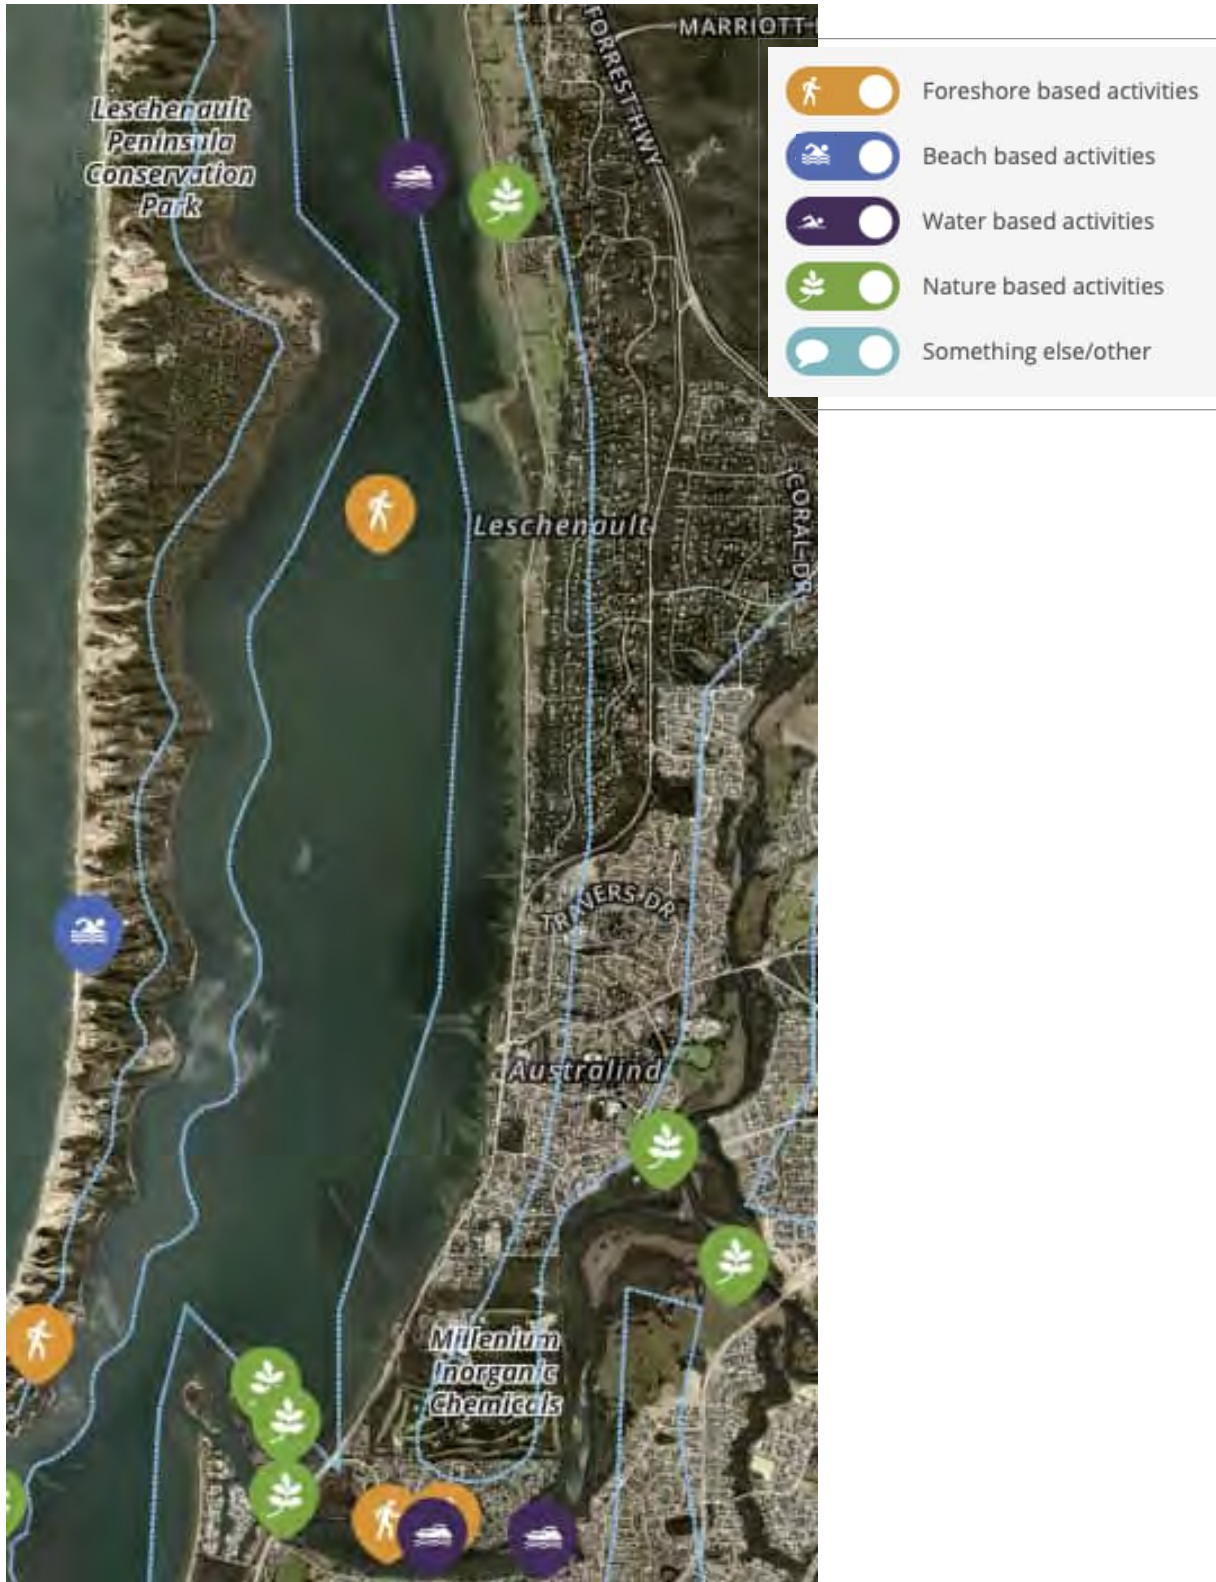 MARRIOTT
FORREST HWY
Leschenault
Peninsula
Conservation
Park
Foreshore based activities
Beach based activities
Water based activities
Nature based activities
Something else/other
Leschenault
CORAL DR
TRAVERS DR
Australind
Millenium
Inorganic
Chemicals